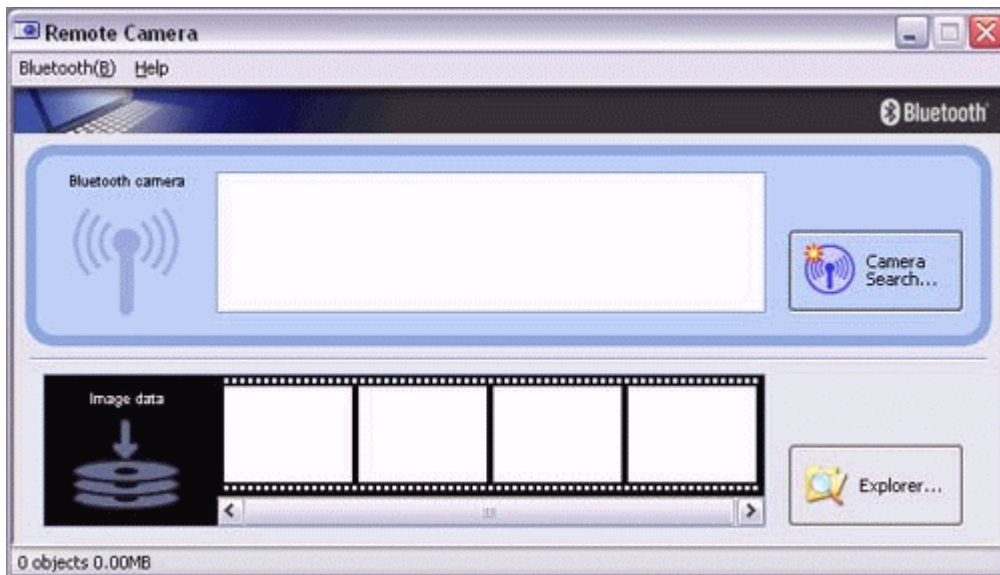 Remote Camera
Bluetooth(B) Help
Bluetooth
Bluetooth camera
Camera
Search...
Image data
Explorer...
0 objects 0.00MB